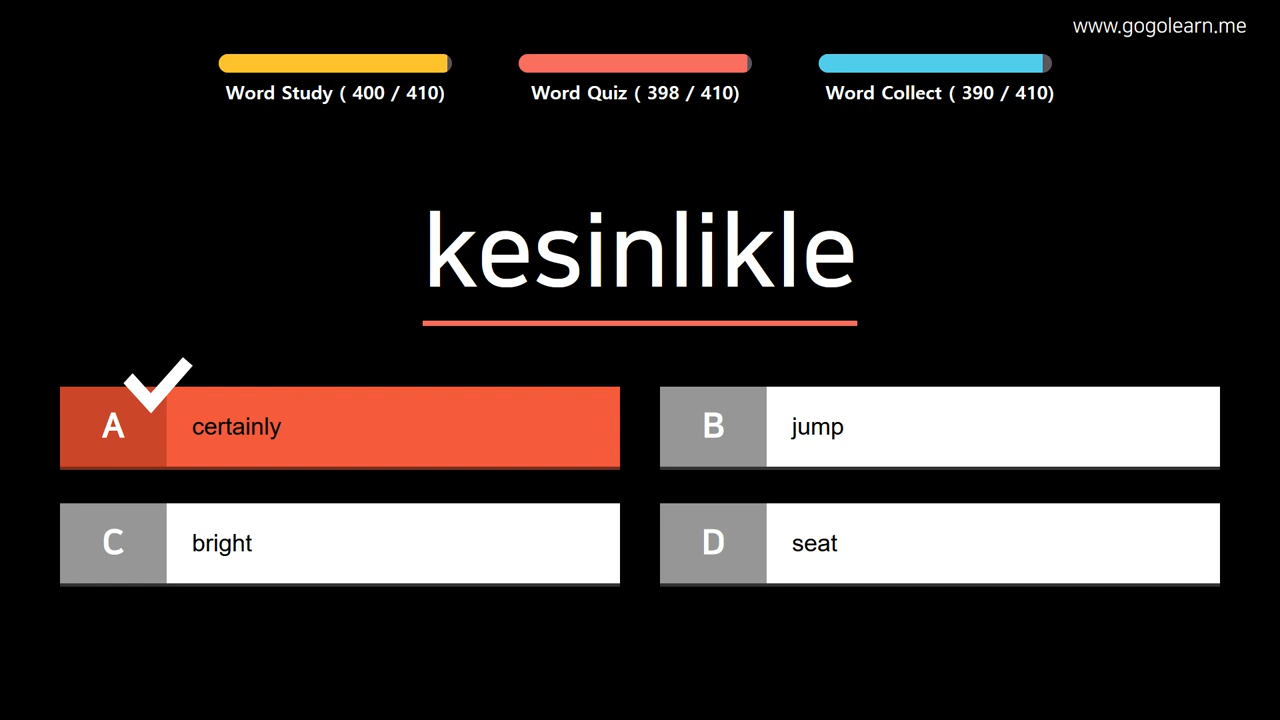 www.gogolearn.me
Word Study ( 400 / 410)
Word Quiz ( 398 / 410)
Word Collect ( 390 / 410)
kesinlikle
A certainly
B jump
C bright
D seat